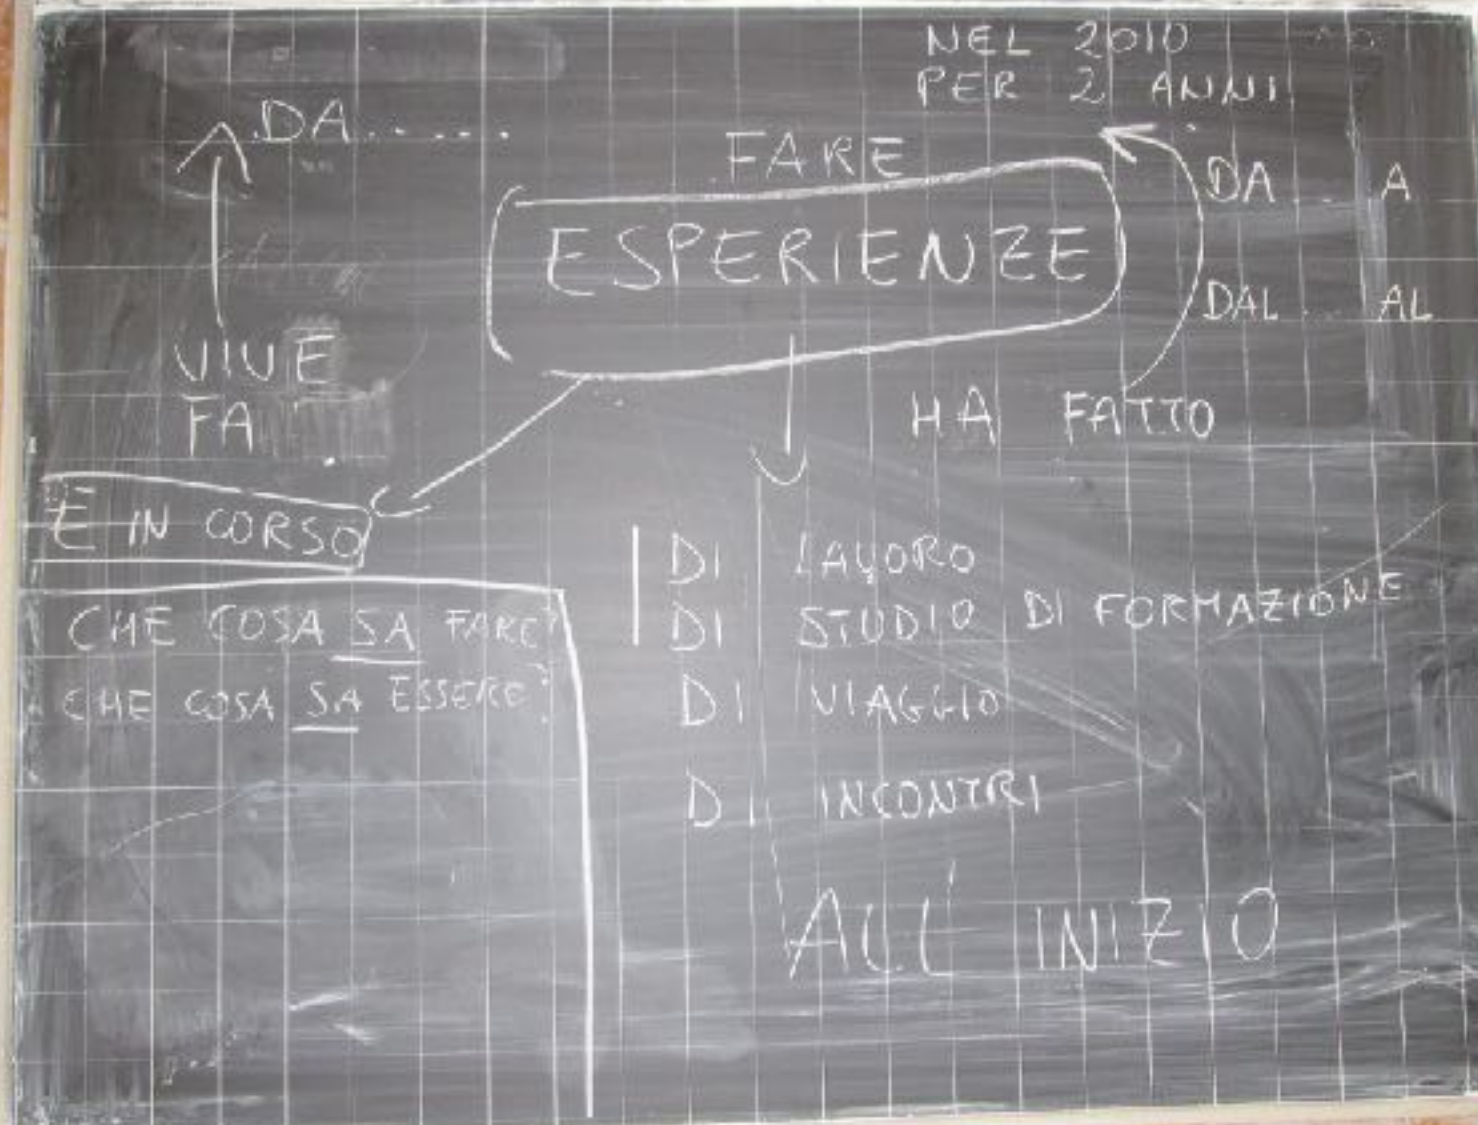 NEL 2010
PER 2 ANNI
DA......
FARE
DA ... A
ESPERIENZE
DAL ... AL
VIVE
FA
HA FATTO
E IN CORSO
DI LAVORO
DI STUDIO DI FORMAZIONE
DI VIAGGIO
DI INCONTRI
CHE COSA SA FARE?
CHE COSA SA ESSERE?
ALL' INIZIO